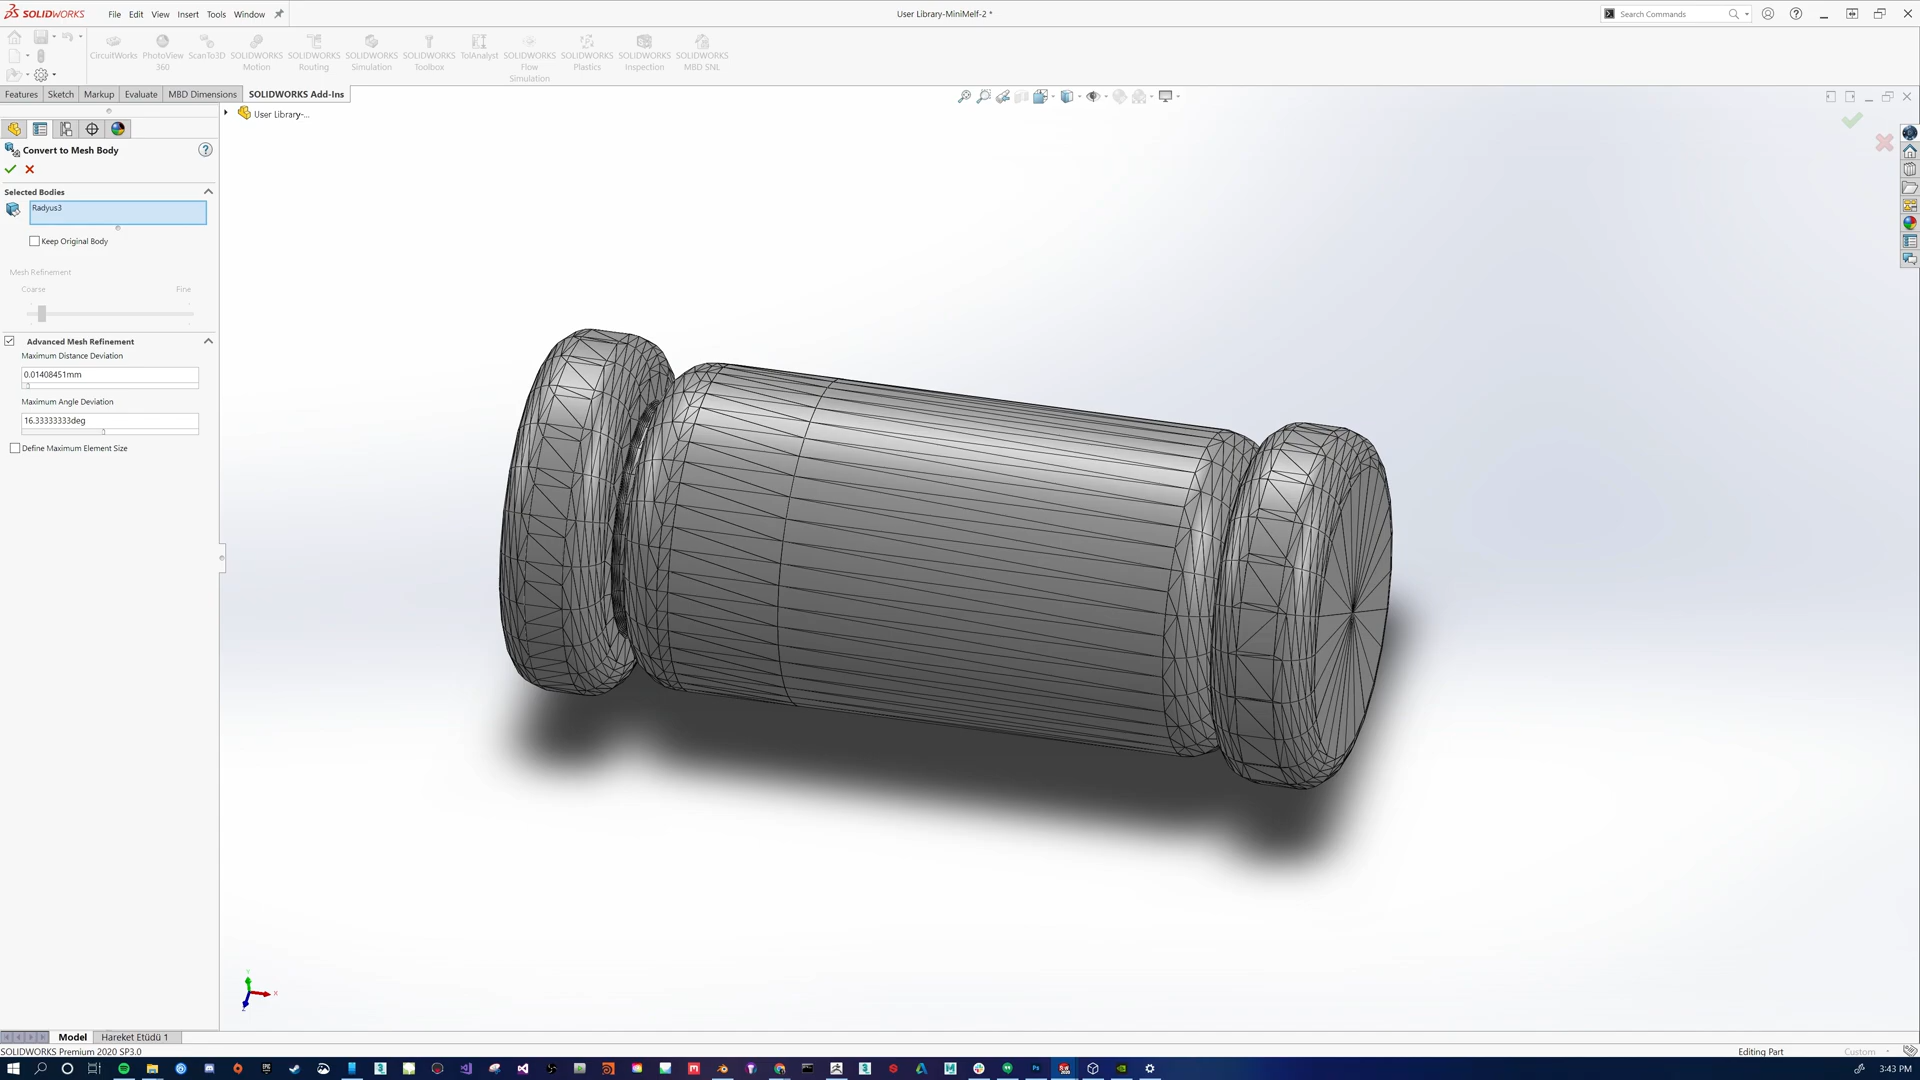 SOLIDWORKS File Edit View Insert Tools Window User Library-MiniMelf-2 * Search Commands
CircuitWorks PhotoView 360 ScanTo3D SOLIDWORKS Motion SOLIDWORKS Routing SOLIDWORKS Simulation SOLIDWORKS Toolbox TolAnalyst SOLIDWORKS Flow Simulation SOLIDWORKS Plastics SOLIDWORKS Inspection SOLIDWORKS MBD SNL
Features Sketch Markup Evaluate MBD Dimensions SOLIDWORKS Add-Ins
User Library-...
Convert to Mesh Body
Selected Bodies
Radyus3
Keep Original Body
Mesh Refinement
Coarse Fine
Advanced Mesh Refinement
Maximum Distance Deviation
0.01408451mm
Maximum Angle Deviation
16.33333333deg
Define Maximum Element Size
Y
X
Z
Model Hareket Etüdü 1
SOLIDWORKS Premium 2020 SP3.0 Editing Part Custom
3:43 PM